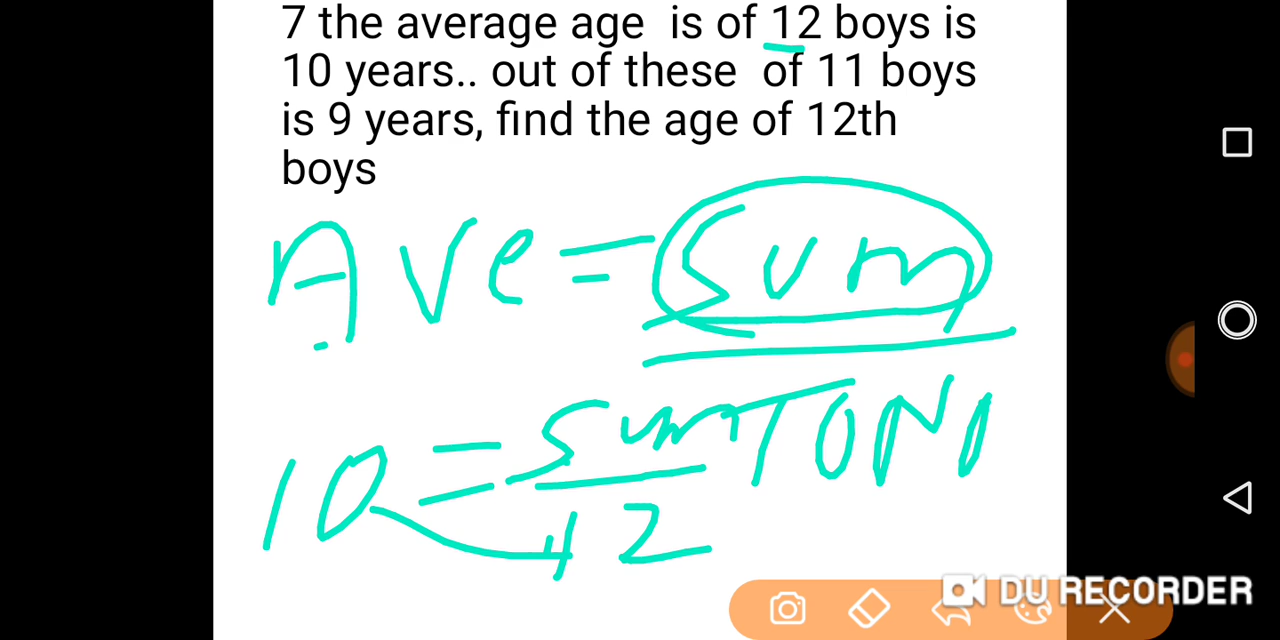 7 the average age  is of 12 boys is
10 years.. out of these  of 11 boys
is 9 years, find the age of 12th
boys
Ave = Sum
TON
10 = Sum
12
DU RECORDER